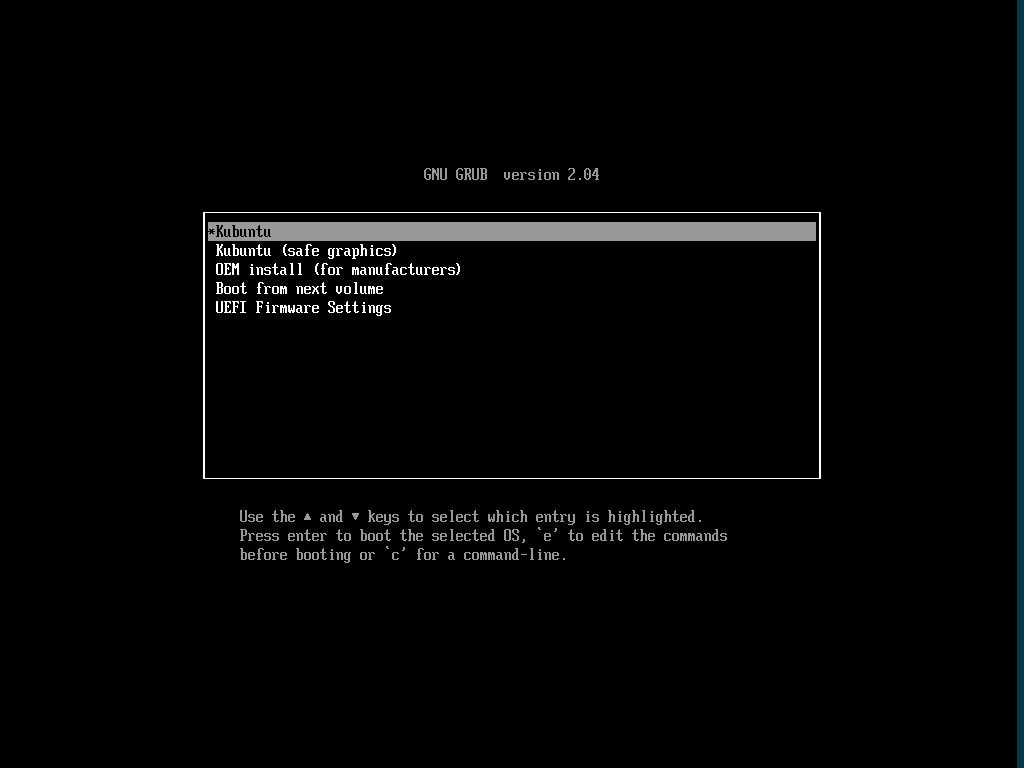 GNU GRUB  version 2.04
*Kubuntu
Kubuntu (safe graphics)
OEM install (for manufacturers)
Boot from next volume
UEFI Firmware Settings
Use the ▲ and ▼ keys to select which entry is highlighted.
Press enter to boot the selected OS, `e' to edit the commands
before booting or `c' for a command-line.